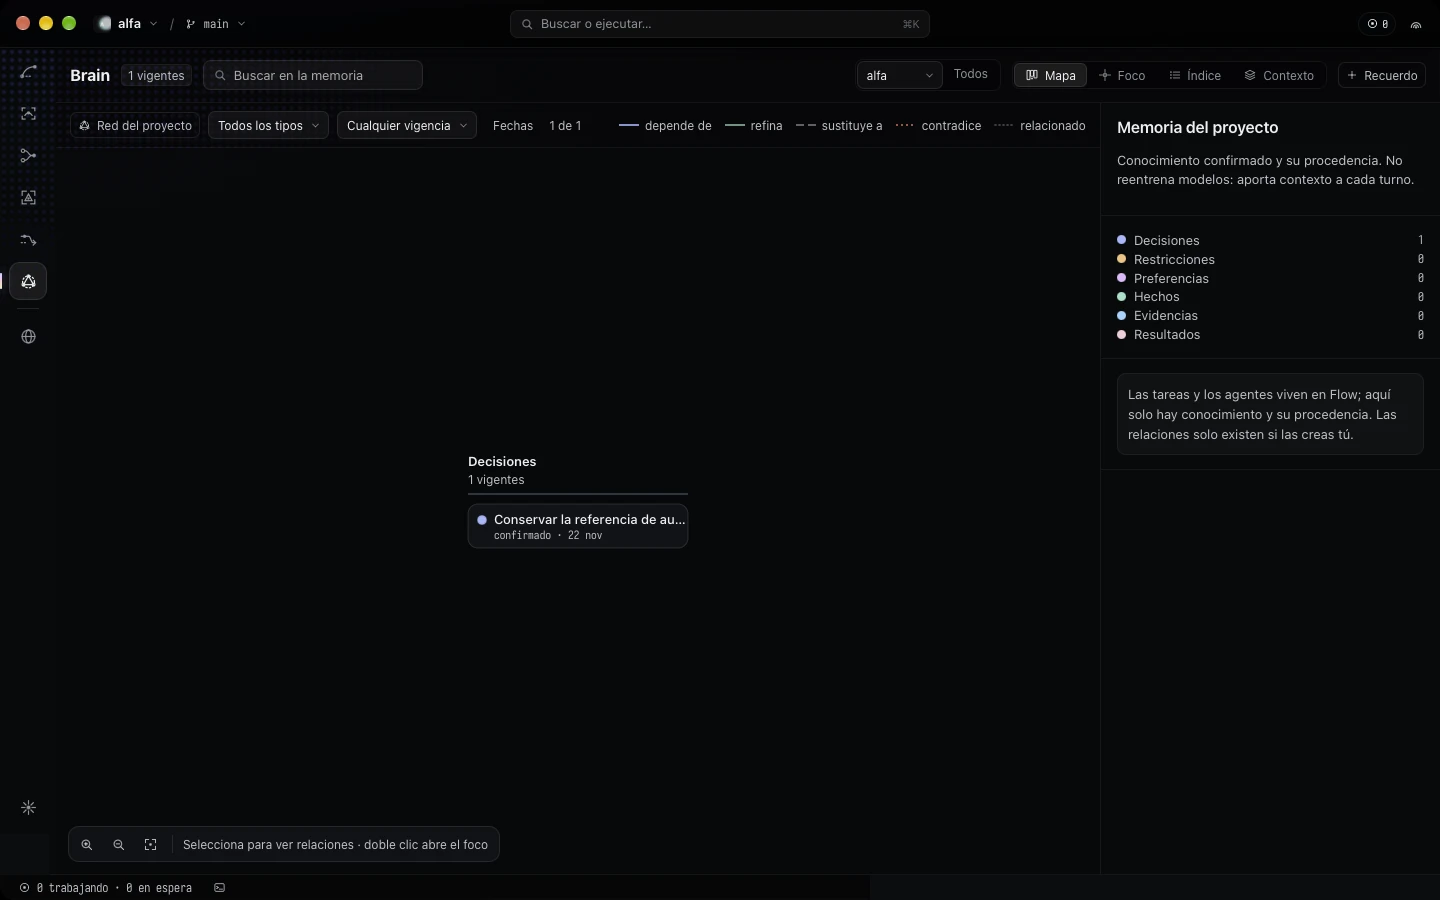 alfa / main
Buscar o ejecutar... ⌘K
0
Brain
1 vigentes
Buscar en la memoria
alfa
Todos
Mapa
Foco
Índice
Contexto
+ Recuerdo
Red del proyecto
Todos los tipos
Cualquier vigencia
Fechas
1 de 1
depende de
refina
sustituye a
contradice
relacionado
Decisiones
1 vigentes
Conservar la referencia de au...
confirmado · 22 nov
Memoria del proyecto
Conocimiento confirmado y su procedencia. No
reentrena modelos: aporta contexto a cada turno.
Decisiones 1
Restricciones 0
Preferencias 0
Hechos 0
Evidencias 0
Resultados 0
Las tareas y los agentes viven en Flow; aquí
solo hay conocimiento y su procedencia. Las
relaciones solo existen si las creas tú.
Selecciona para ver relaciones · doble clic abre el foco
0 trabajando · 0 en espera